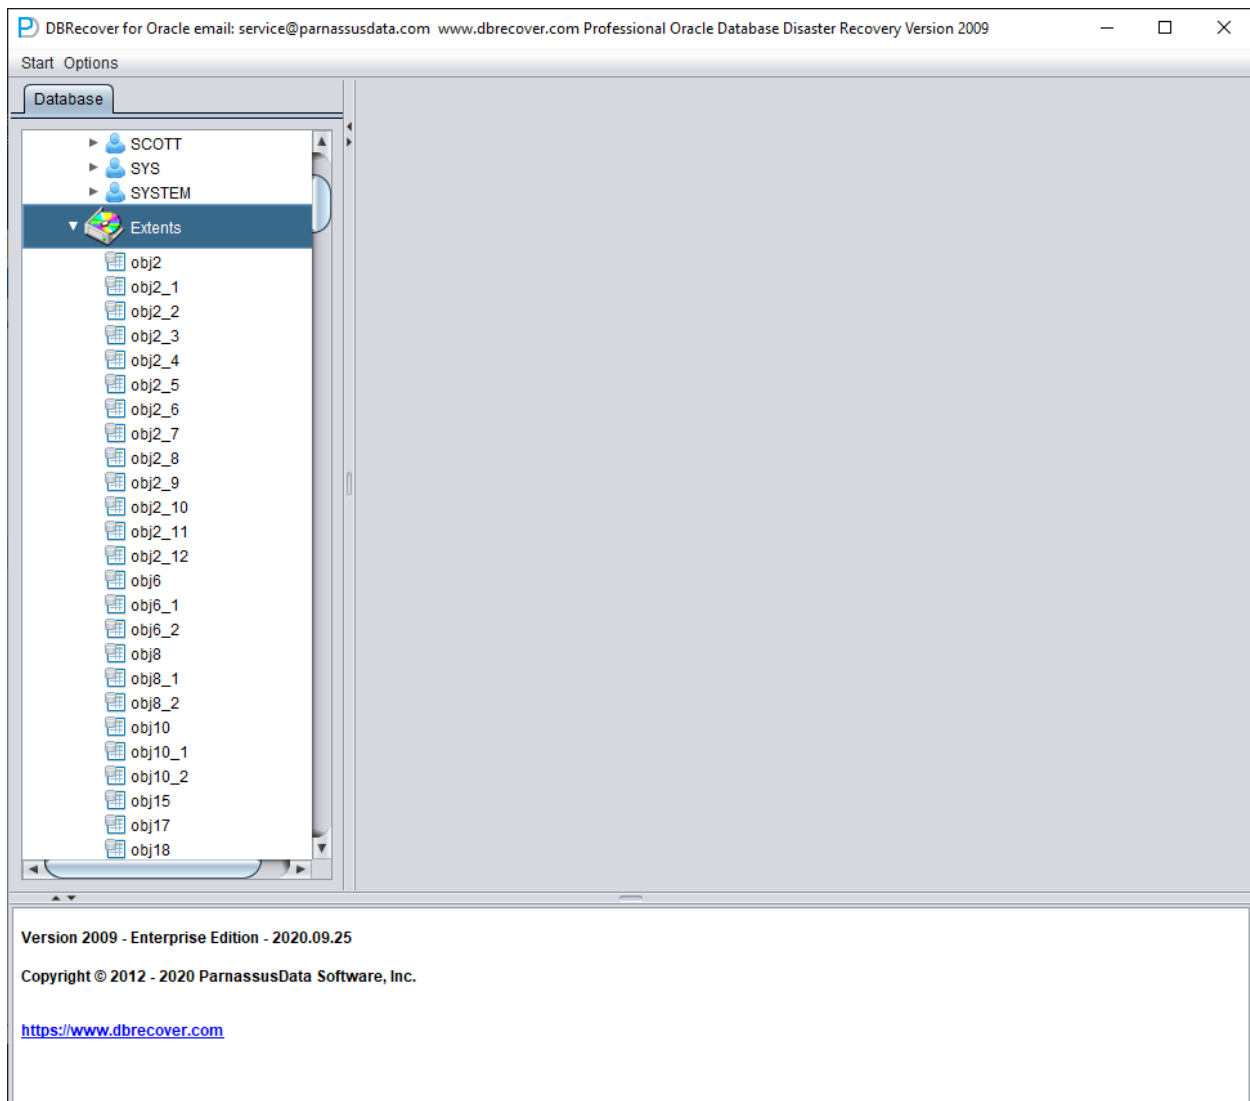 DBRecover for Oracle email: service@parnassusdata.com  www.dbrecover.com Professional Oracle Database Disaster Recovery Version 2009
Start Options
Database
SCOTT
SYS
SYSTEM
Extents
obj2
obj2_1
obj2_2
obj2_3
obj2_4
obj2_5
obj2_6
obj2_7
obj2_8
obj2_9
obj2_10
obj2_11
obj2_12
obj6
obj6_1
obj6_2
obj8
obj8_1
obj8_2
obj10
obj10_1
obj10_2
obj15
obj17
obj18
Version 2009 - Enterprise Edition - 2020.09.25
Copyright © 2012 - 2020 ParnassusData Software, Inc.
https://www.dbrecover.com